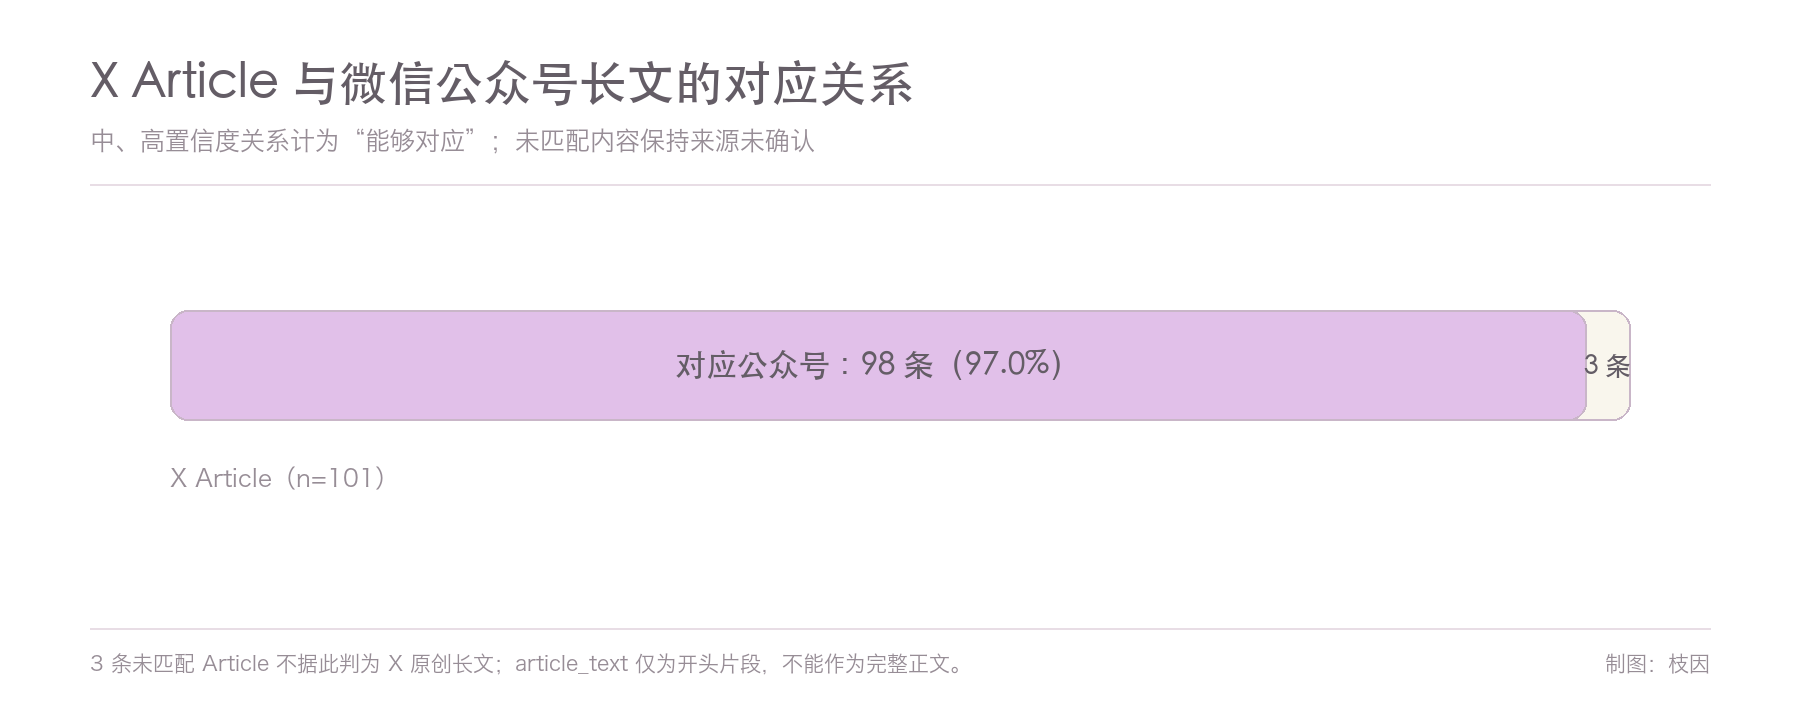 X Article 与微信公众号长文的对应关系
中、高置信度关系计为“能够对应”；未匹配内容保持来源未确认
对应公众号：98 条（97.0%）
3 条
X Article（n=101）
3 条未匹配 Article 不据此判为 X 原创长文；article_text 仅为开头片段，不能作为完整正文。
制图：枝因